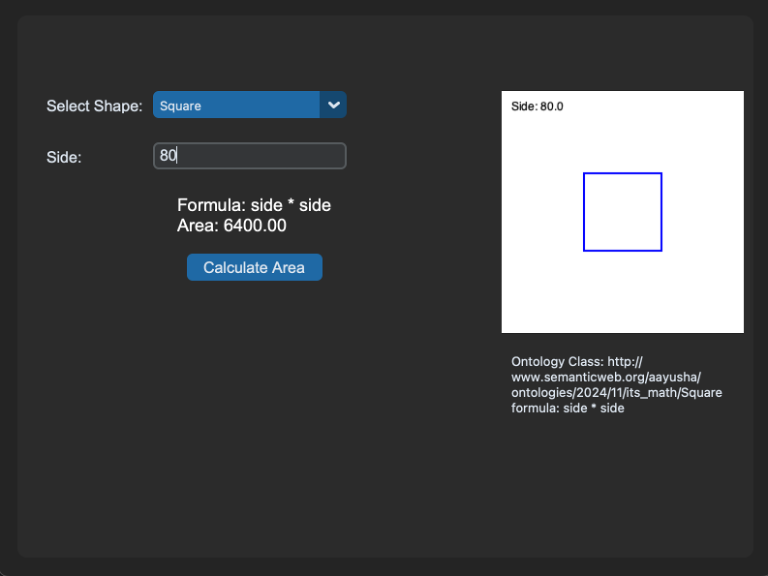 Select Shape: Square
Side: 80
Formula: side * side
Area: 6400.00
Calculate Area
Side: 80.0
Ontology Class: http://
www.semanticweb.org/aayusha/
ontologies/2024/11/its_math/Square
formula: side * side